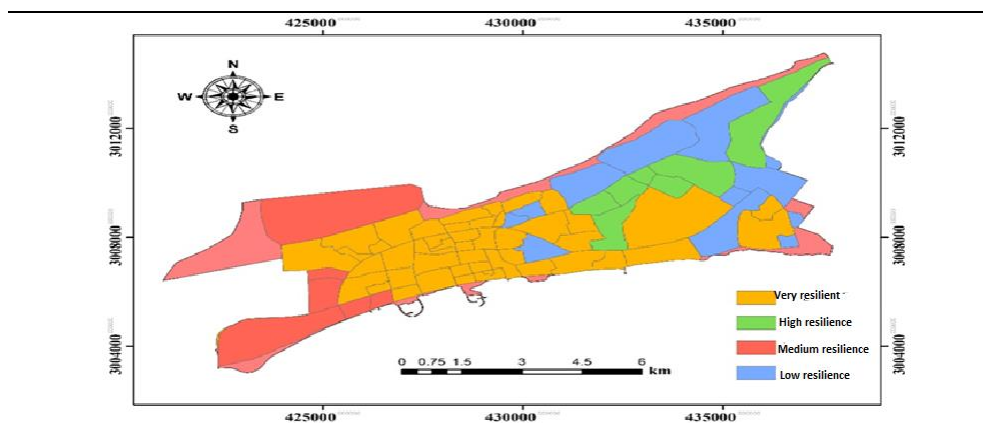 425000 430000 435000
N
W E
S
3012000 3012000
3008000 3008000
3004000 3004000
Very resilient
High resilience
Medium resilience
Low resilience
0 0.75 1.5 3 4.5 6
km
425000 430000 435000